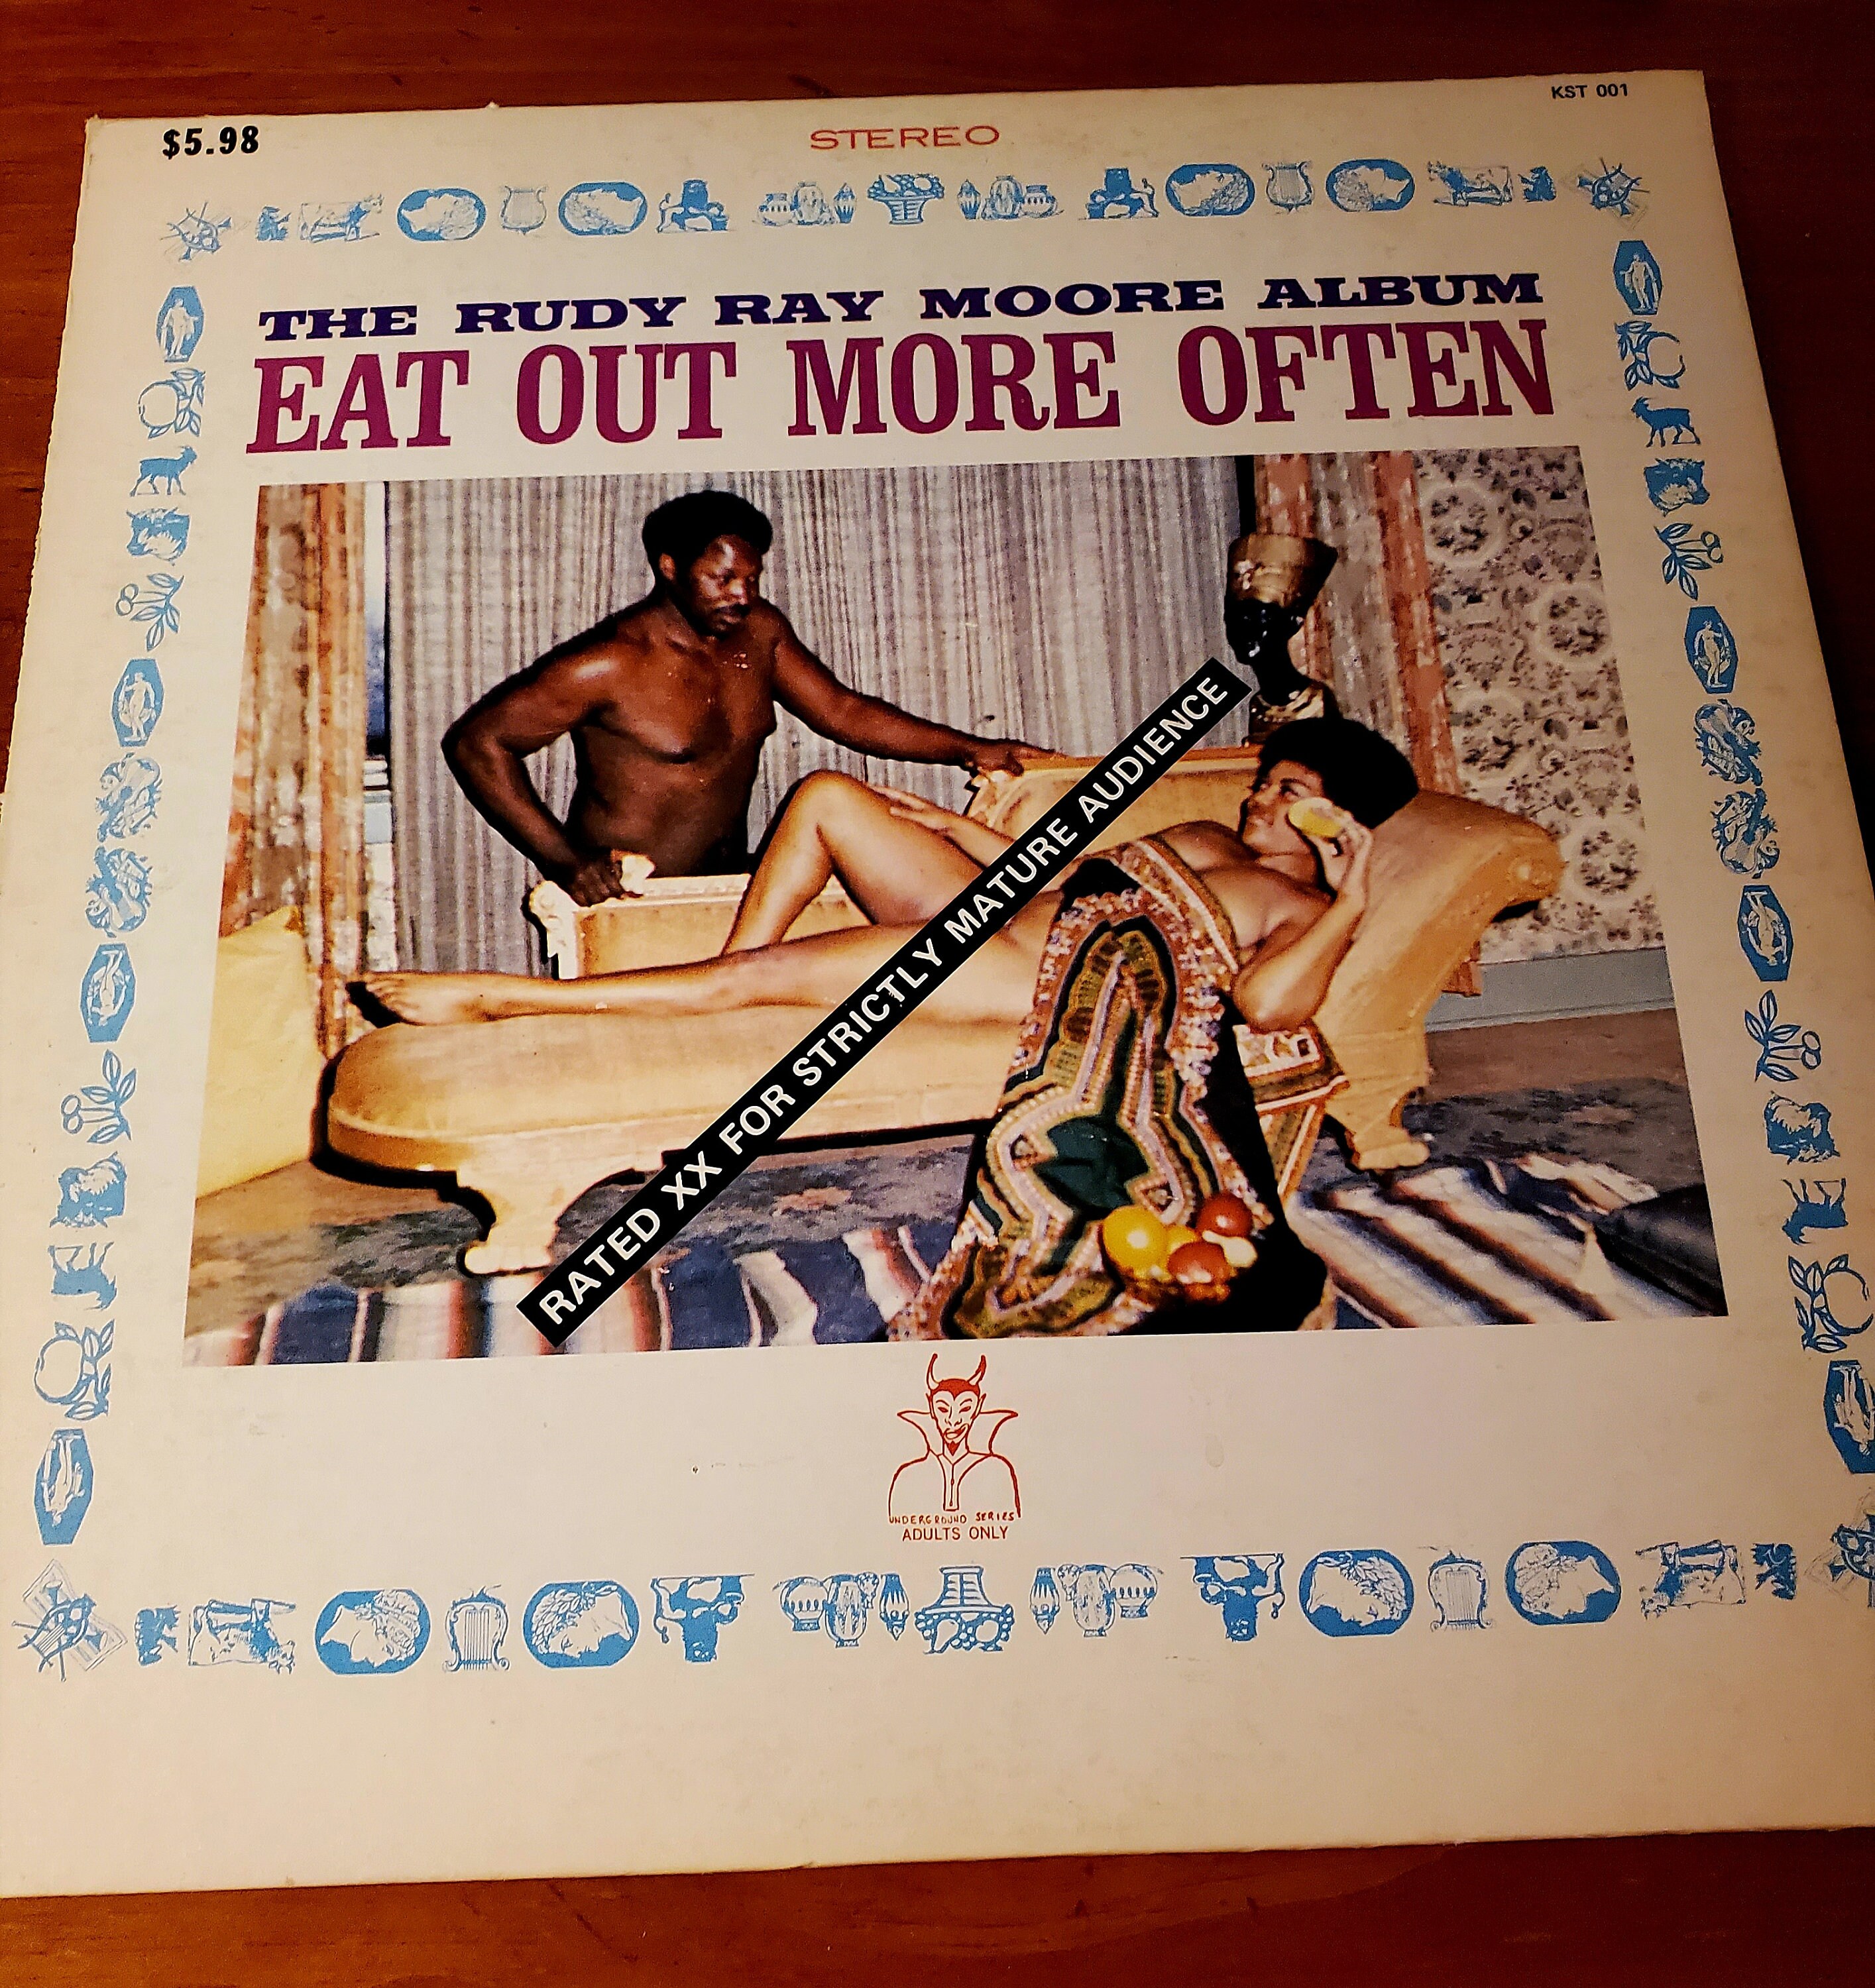 $5.98
STEREO
KST 001
THE RUDY RAY MOORE ALBUM
EAT OUT MORE OFTEN
RATED XX FOR STRICTLY MATURE AUDIENCE
UNDERGROUND SERIES
ADULTS ONLY